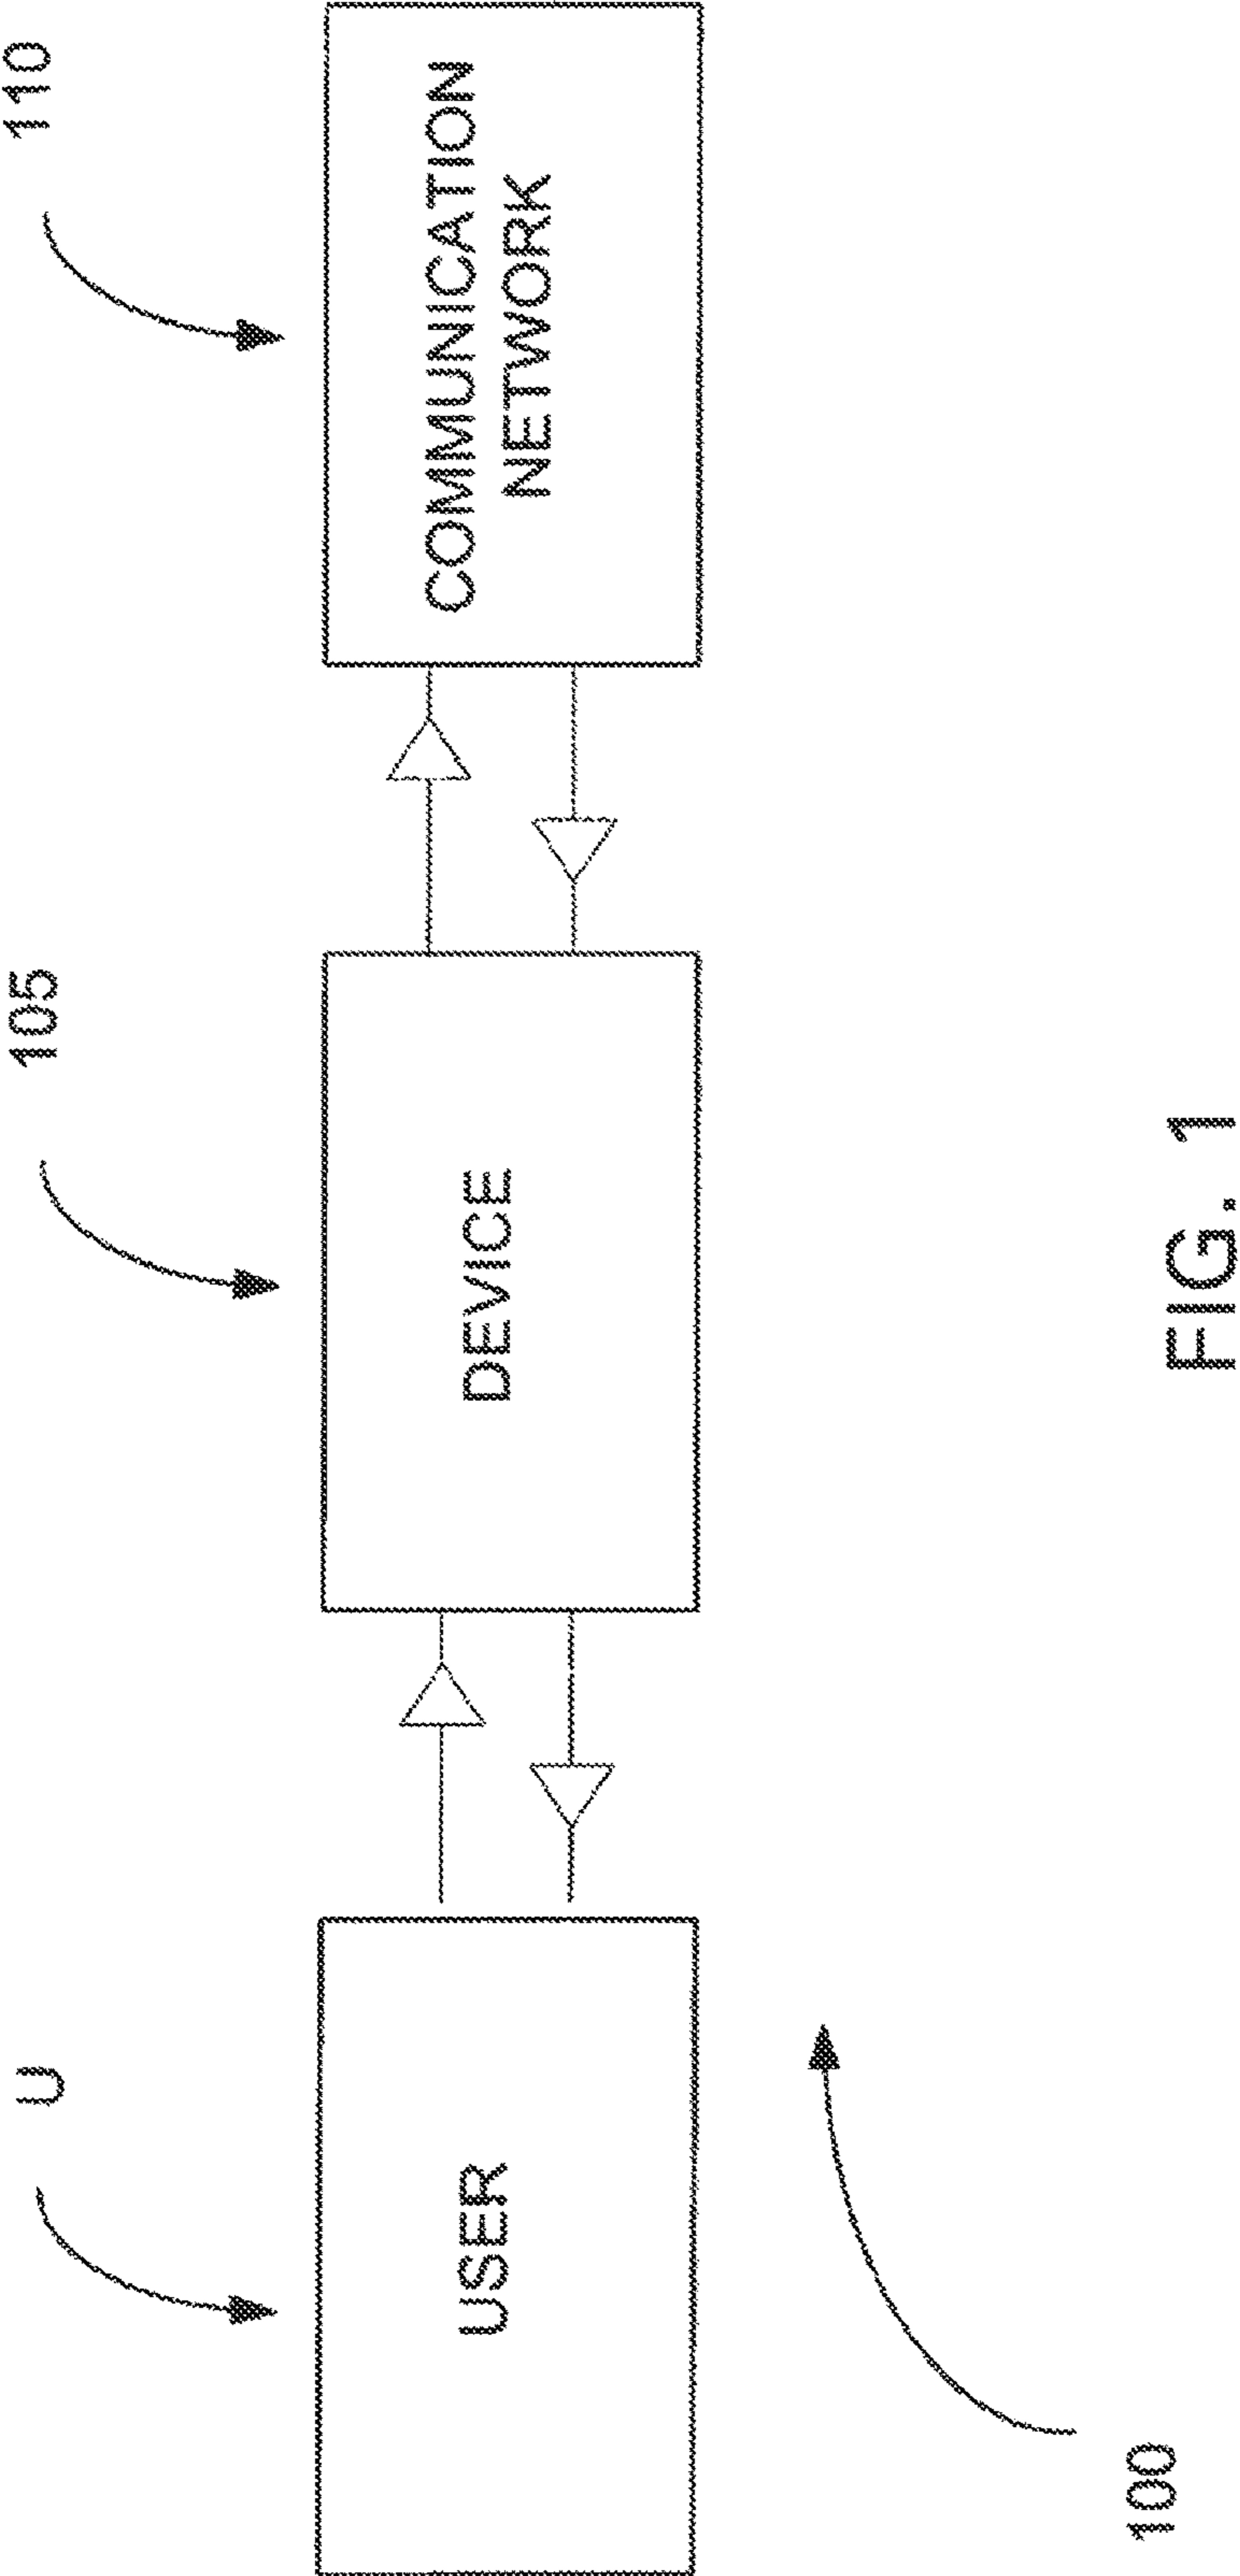 U
105
110
USER
DEVICE
COMMUNICATION
NETWORK
100
FIG. 1